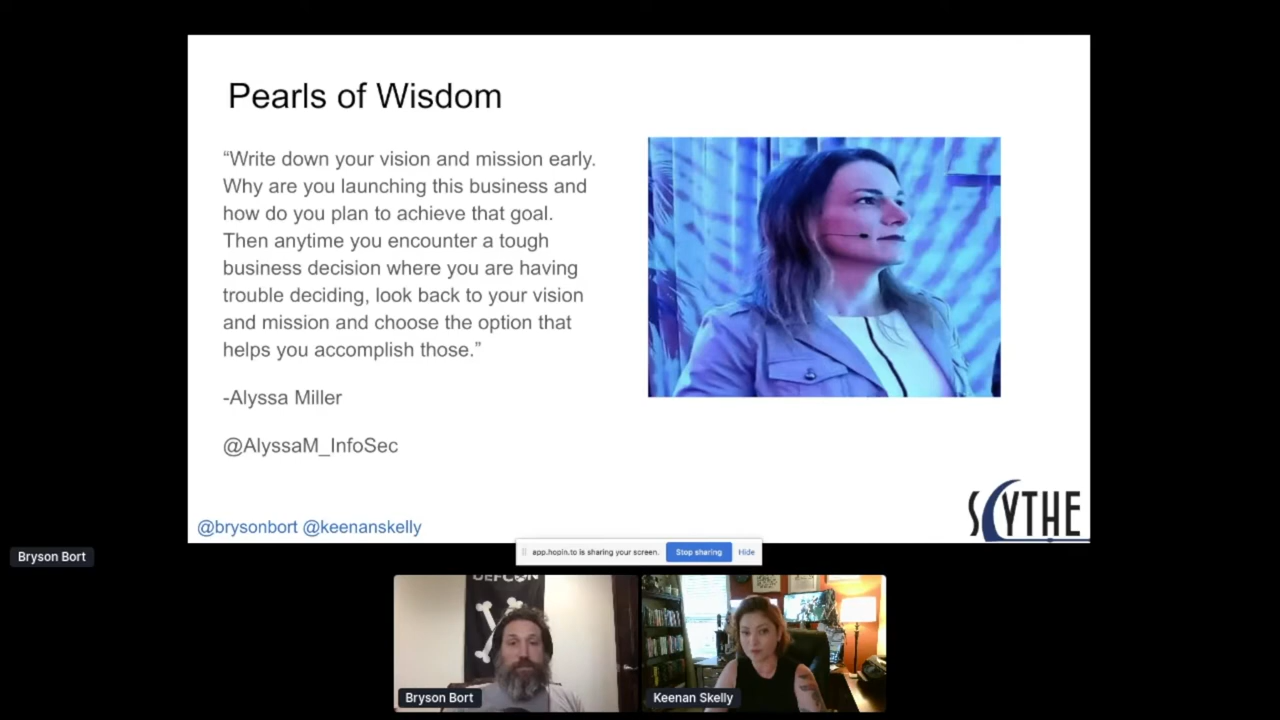 Pearls of Wisdom
“Write down your vision and mission early.
Why are you launching this business and
how do you plan to achieve that goal.
Then anytime you encounter a tough
business decision where you are having
trouble deciding, look back to your vision
and mission and choose the option that
helps you accomplish those.”
-Alyssa Miller
@AlyssaM_InfoSec
@brysonbort @keenanskelly
SCYTHE
Bryson Bort
app.hopin.to is sharing your screen.
Stop sharing
Hide
DEFCON
Bryson Bort
Keenan Skelly